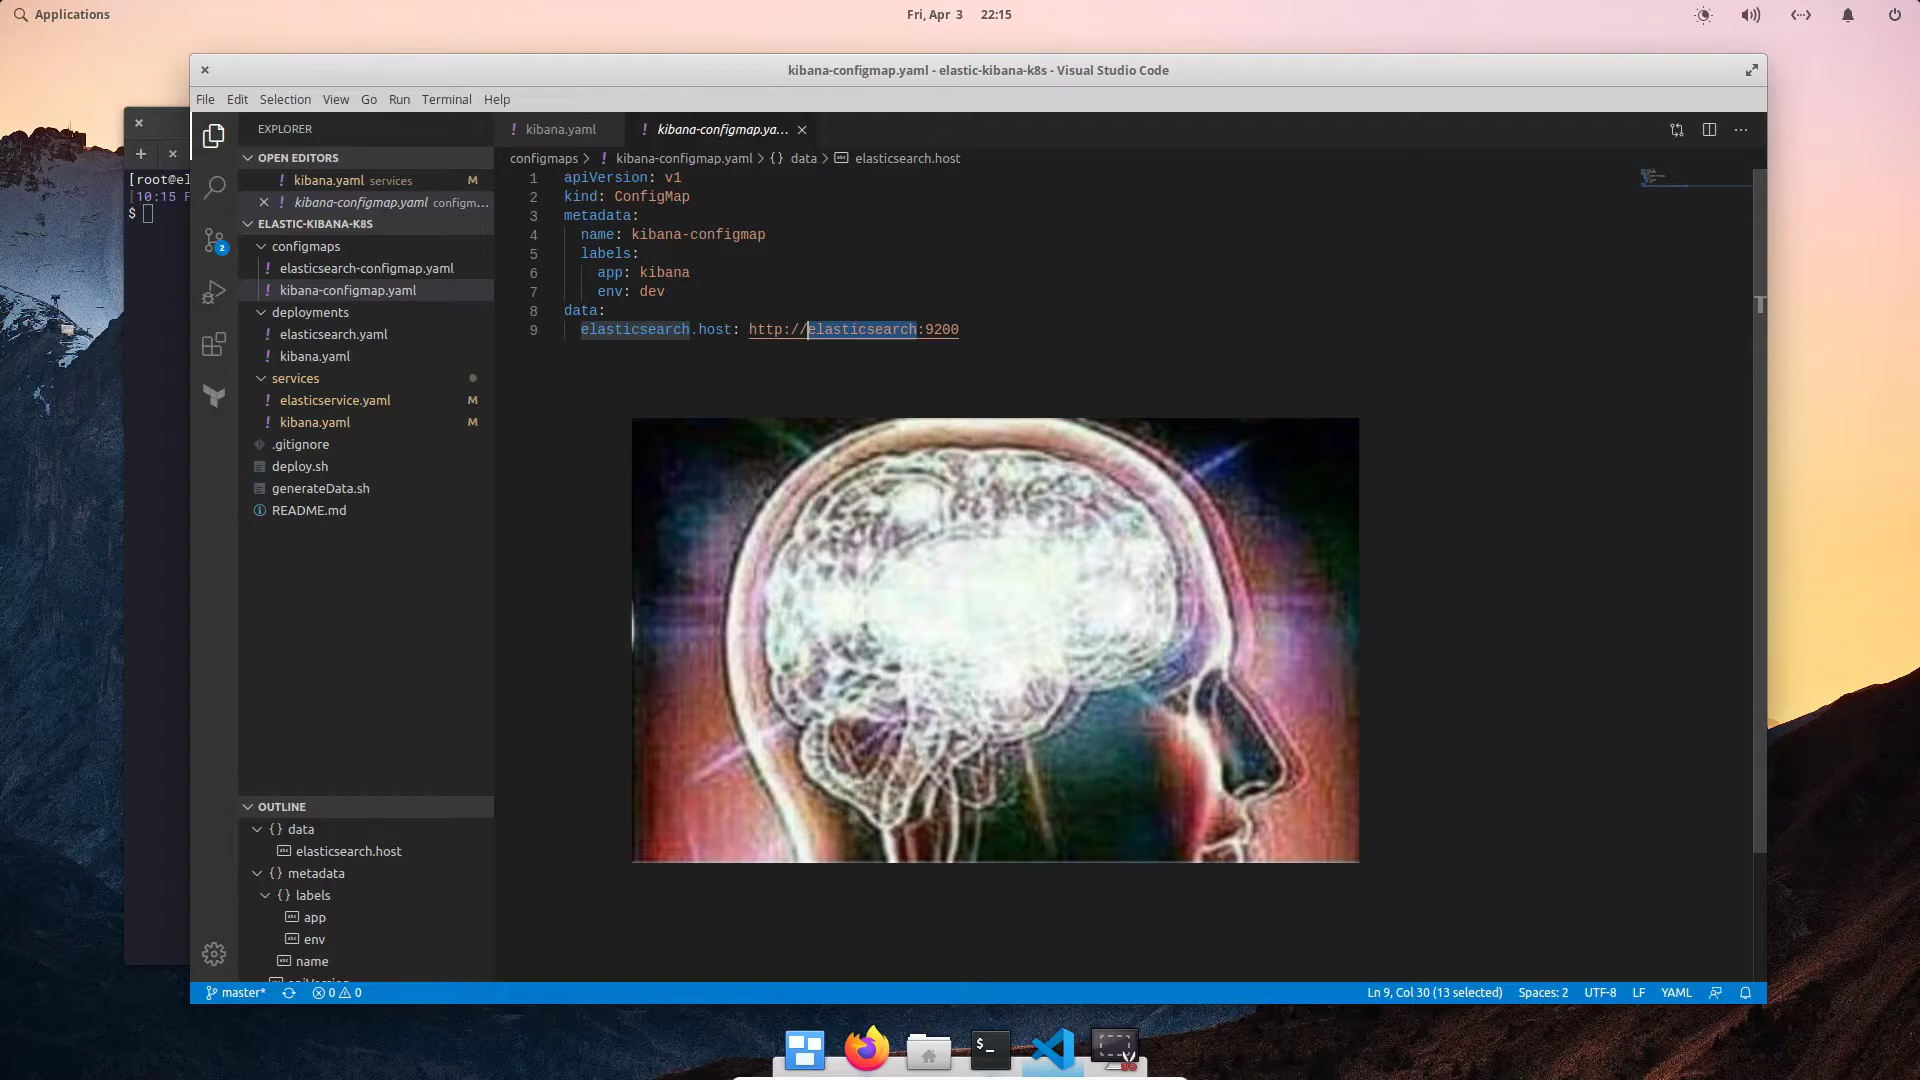 Applications
Fri, Apr 3 22:15
kibana-configmap.yaml - elastic-kibana-k8s - Visual Studio Code
File Edit Selection View Go Run Terminal Help
[root@el
[10:15 F
$
EXPLORER
OPEN EDITORS
! kibana.yaml services M
! kibana-configmap.yaml configm...
ELASTIC-KIBANA-K8S
configmaps
! elasticsearch-configmap.yaml
! kibana-configmap.yaml
deployments
! elasticsearch.yaml
! kibana.yaml
services
! elasticservice.yaml M
! kibana.yaml M
.gitignore
deploy.sh
generateData.sh
README.md
2
OUTLINE
{} data
elasticsearch.host
{} metadata
{} labels
app
env
name
! kibana.yaml
! kibana-configmap.ya...
configmaps > ! kibana-configmap.yaml > {} data > elasticsearch.host
1 apiVersion: v1
2 kind: ConfigMap
3 metadata:
4 name: kibana-configmap
5 labels:
6 app: kibana
7 env: dev
8 data:
9 elasticsearch.host: http://elasticsearch:9200
master* 0 0
Ln 9, Col 30 (13 selected) Spaces: 2 UTF-8 LF YAML
$_